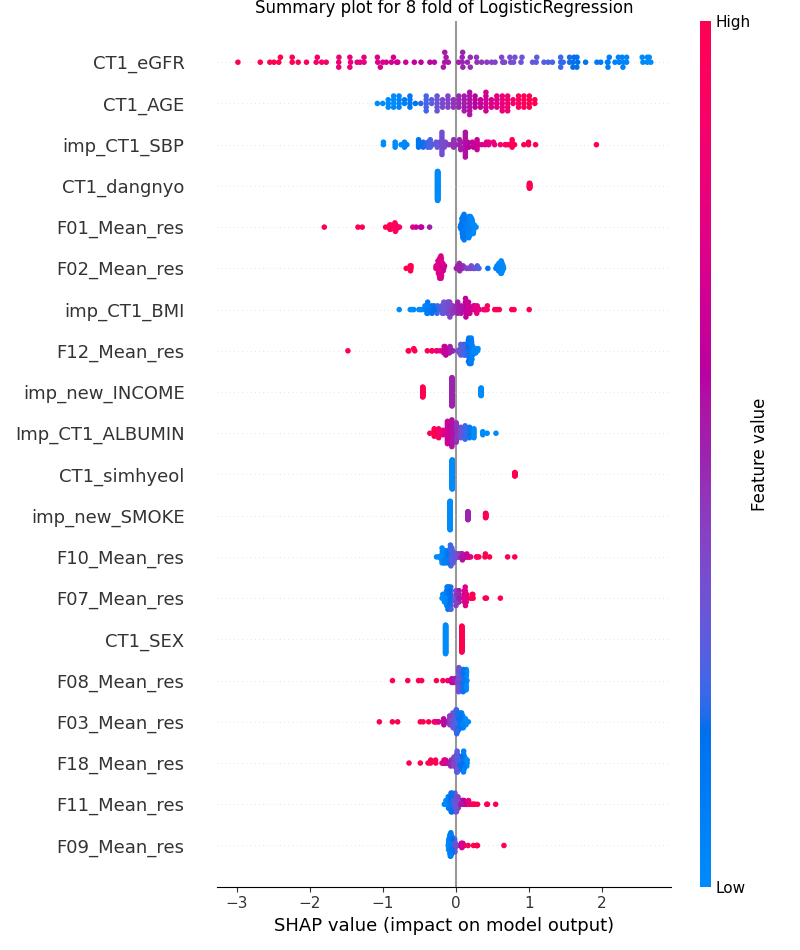 Summary plot for 8 fold of LogisticRegression
High
CT1_eGFR
CT1_AGE
imp_CT1_SBP
CT1_dangnyo
F01_Mean_res
F02_Mean_res
imp_CT1_BMI
F12_Mean_res
imp_new_INCOME
Imp_CT1_ALBUMIN
CT1_simhyeol
imp_new_SMOKE
F10_Mean_res
F07_Mean_res
CT1_SEX
F08_Mean_res
F03_Mean_res
F18_Mean_res
F11_Mean_res
F09_Mean_res
Feature value
Low
−3 −2 −1 0 1 2
SHAP value (impact on model output)